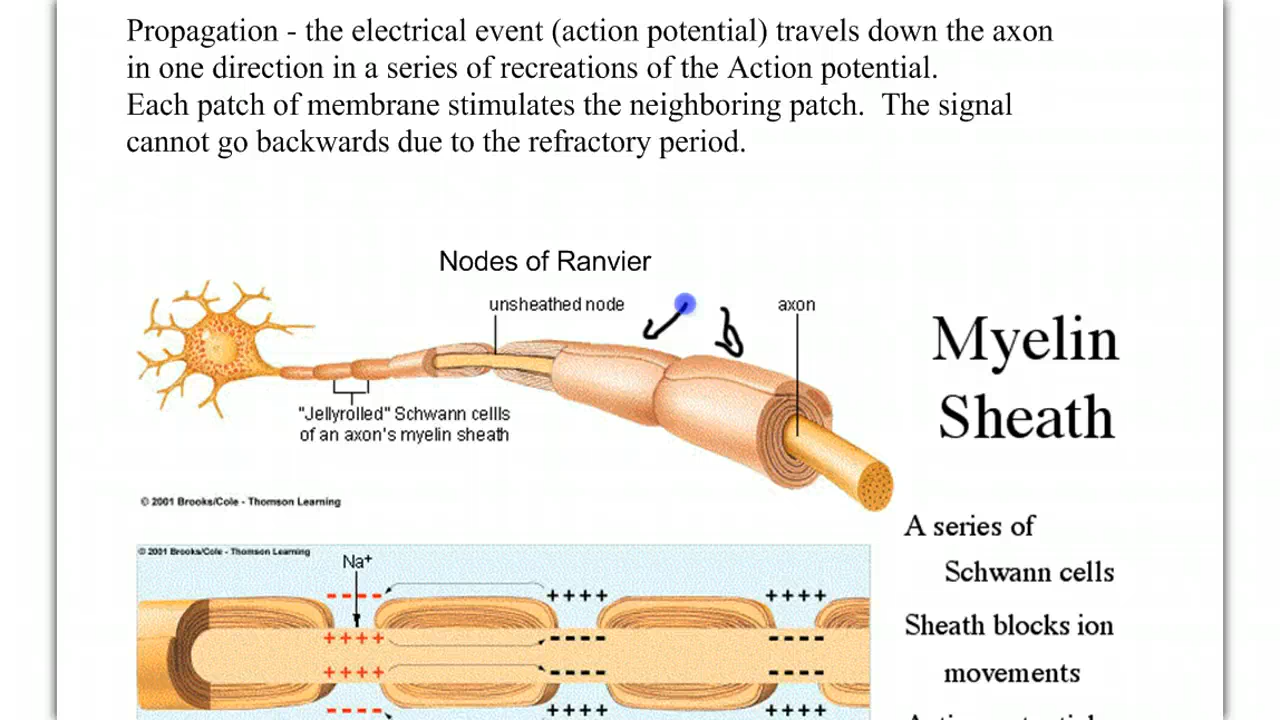 Propagation - the electrical event (action potential) travels down the axon
in one direction in a series of recreations of the Action potential.
Each patch of membrane stimulates the neighboring patch.  The signal
cannot go backwards due to the refractory period.
Nodes of Ranvier
unsheathed node
axon
"Jellyrolled" Schwann cellls
of an axon's myelin sheath
© 2001 Brooks/Cole - Thomson Learning
Myelin
Sheath
A series of
Schwann cells
Sheath blocks ion
movements
© 2001 Brooks/Cole - Thomson Learning
Na+
---- ++++ ++++
++++ ---- ----
++++ ---- ----
---- ++++ ++++